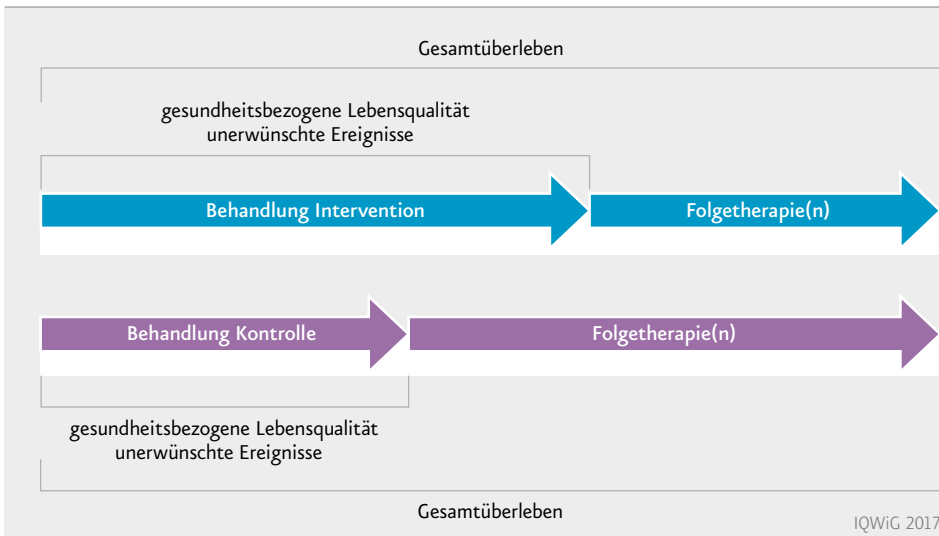 Gesamtüberleben
gesundheitsbezogene Lebensqualität
unerwünschte Ereignisse
Behandlung Intervention
Folgetherapie(n)
Behandlung Kontrolle
Folgetherapie(n)
gesundheitsbezogene Lebensqualität
unerwünschte Ereignisse
Gesamtüberleben
IQWiG 2017